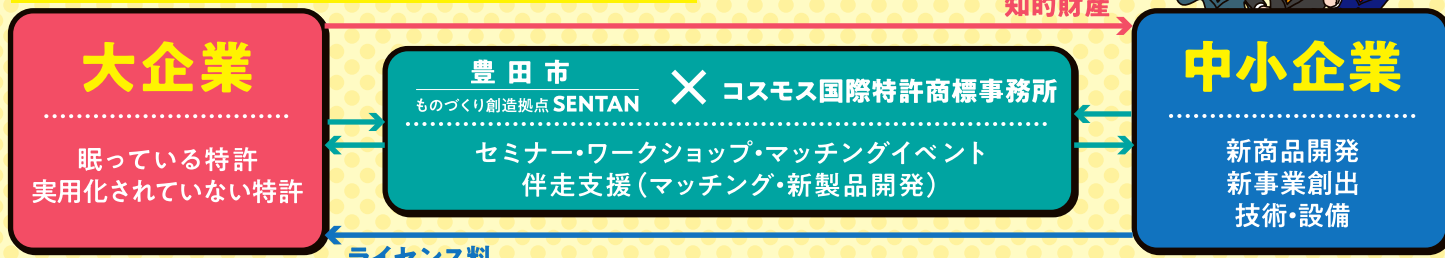 知的財産
大企業
眠っている特許
実用化されていない特許
豊田市
ものづくり創造拠点 SENTAN
×
コスモス国際特許商標事務所
セミナー・ワークショップ・マッチングイベント
伴走支援(マッチング・新製品開発)
中小企業
新商品開発
新事業創出
技術・設備
ライセンス料